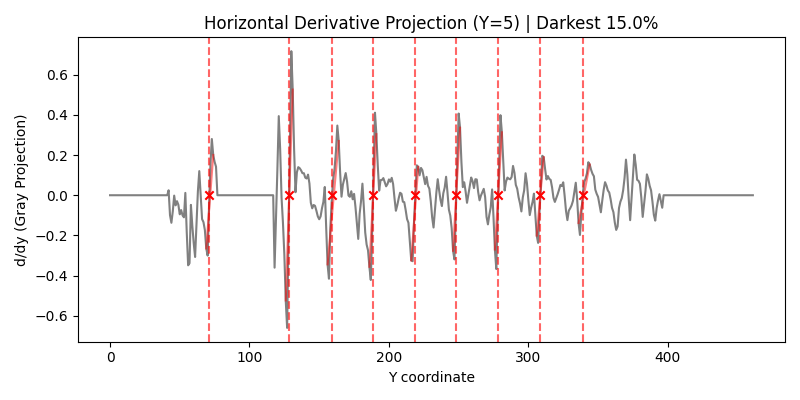 Horizontal Derivative Projection (Y=5) | Darkest 15.0%
d/dy (Gray Projection)
0.6
0.4
0.2
0.0
−0.2
−0.4
−0.6
0 100 200 300 400
Y coordinate